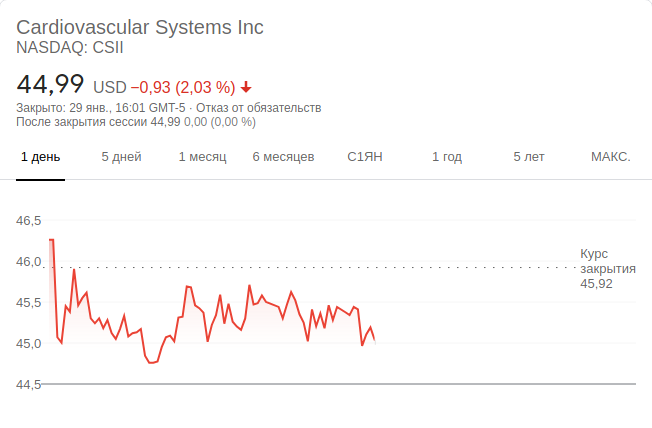 Cardiovascular Systems Inc
NASDAQ: CSII
44,99 USD −0,93 (2,03 %)
Закрыто: 29 янв., 16:01 GMT-5 · Отказ от обязательств
После закрытия сессии 44,99 0,00 (0,00 %)
1 день 5 дней 1 месяц 6 месяцев С1ЯН 1 год 5 лет МАКС.
46,5
46,0
45,5
45,0
44,5
Курс
закрытия
45,92